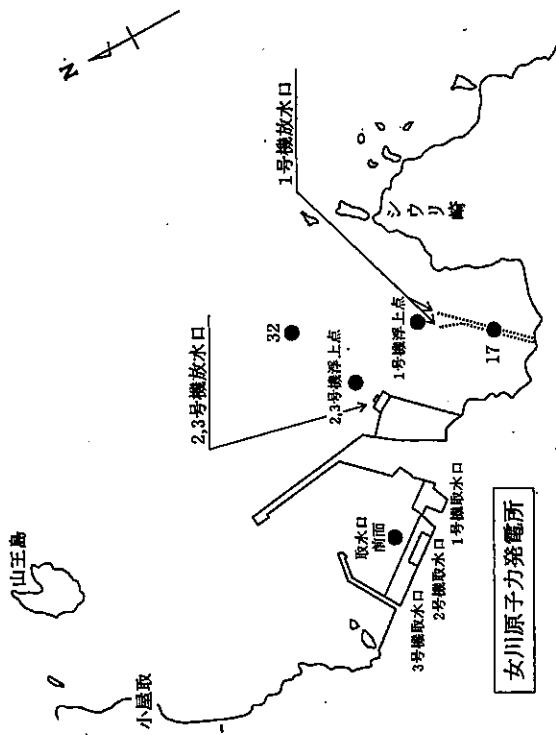 N
1号機放水口
2,3号機放水口
32
2,3号機浮上点
1号機浮上点
17
シウリ
崎
山王島
小屋取
取水口
前面
1号機取水口
2号機取水口
3号機取水口
女川原子力発電所